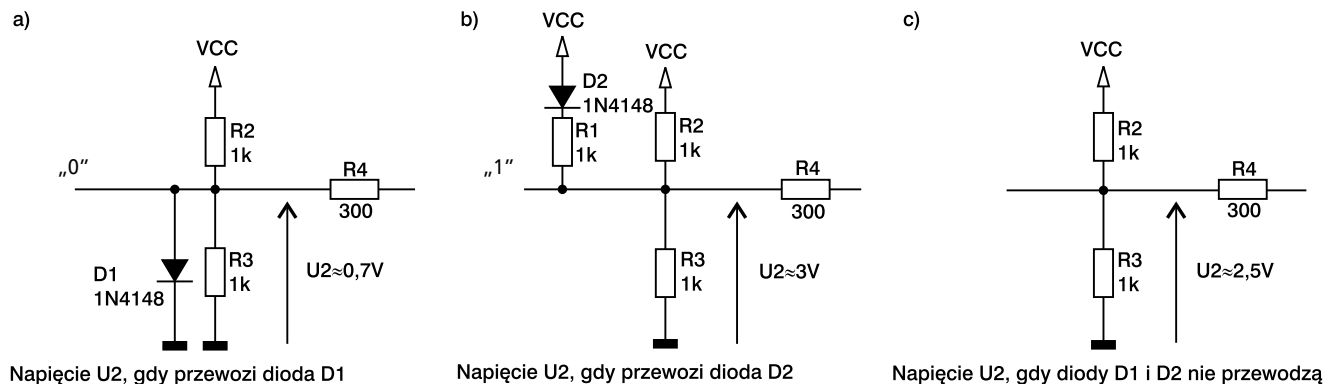 a)
VCC
R2
1k
„0”
R4
300
D1
1N4148
R3
1k
U2≈0,7V
Napięcie U2, gdy przewozi dioda D1
b)
VCC
VCC
D2
1N4148
R1
1k
R2
1k
„1”
R4
300
R3
1k
U2≈3V
Napięcie U2, gdy przewozi dioda D2
c)
VCC
R2
1k
R4
300
R3
1k
U2≈2,5V
Napięcie U2, gdy diody D1 i D2 nie przewodzą